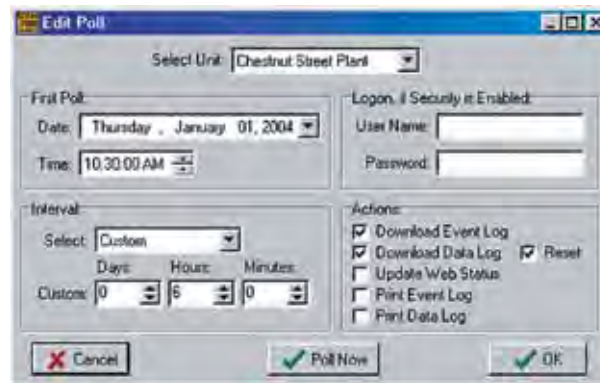 Edit Poll
Select Unit: Chestnut Street Plant
First Poll:
Date: Thursday , January 01, 2004
Time: 10:30:00 AM
Logon, if Security is Enabled:
User Name:
Password:
Interval:
Select: Custom
Days: Hours: Minutes:
Custom: 0 6 0
Actions:
Download Event Log
Download Data Log Reset
Update Web Status
Print Event Log
Print Data Log
Cancel Poll Now OK